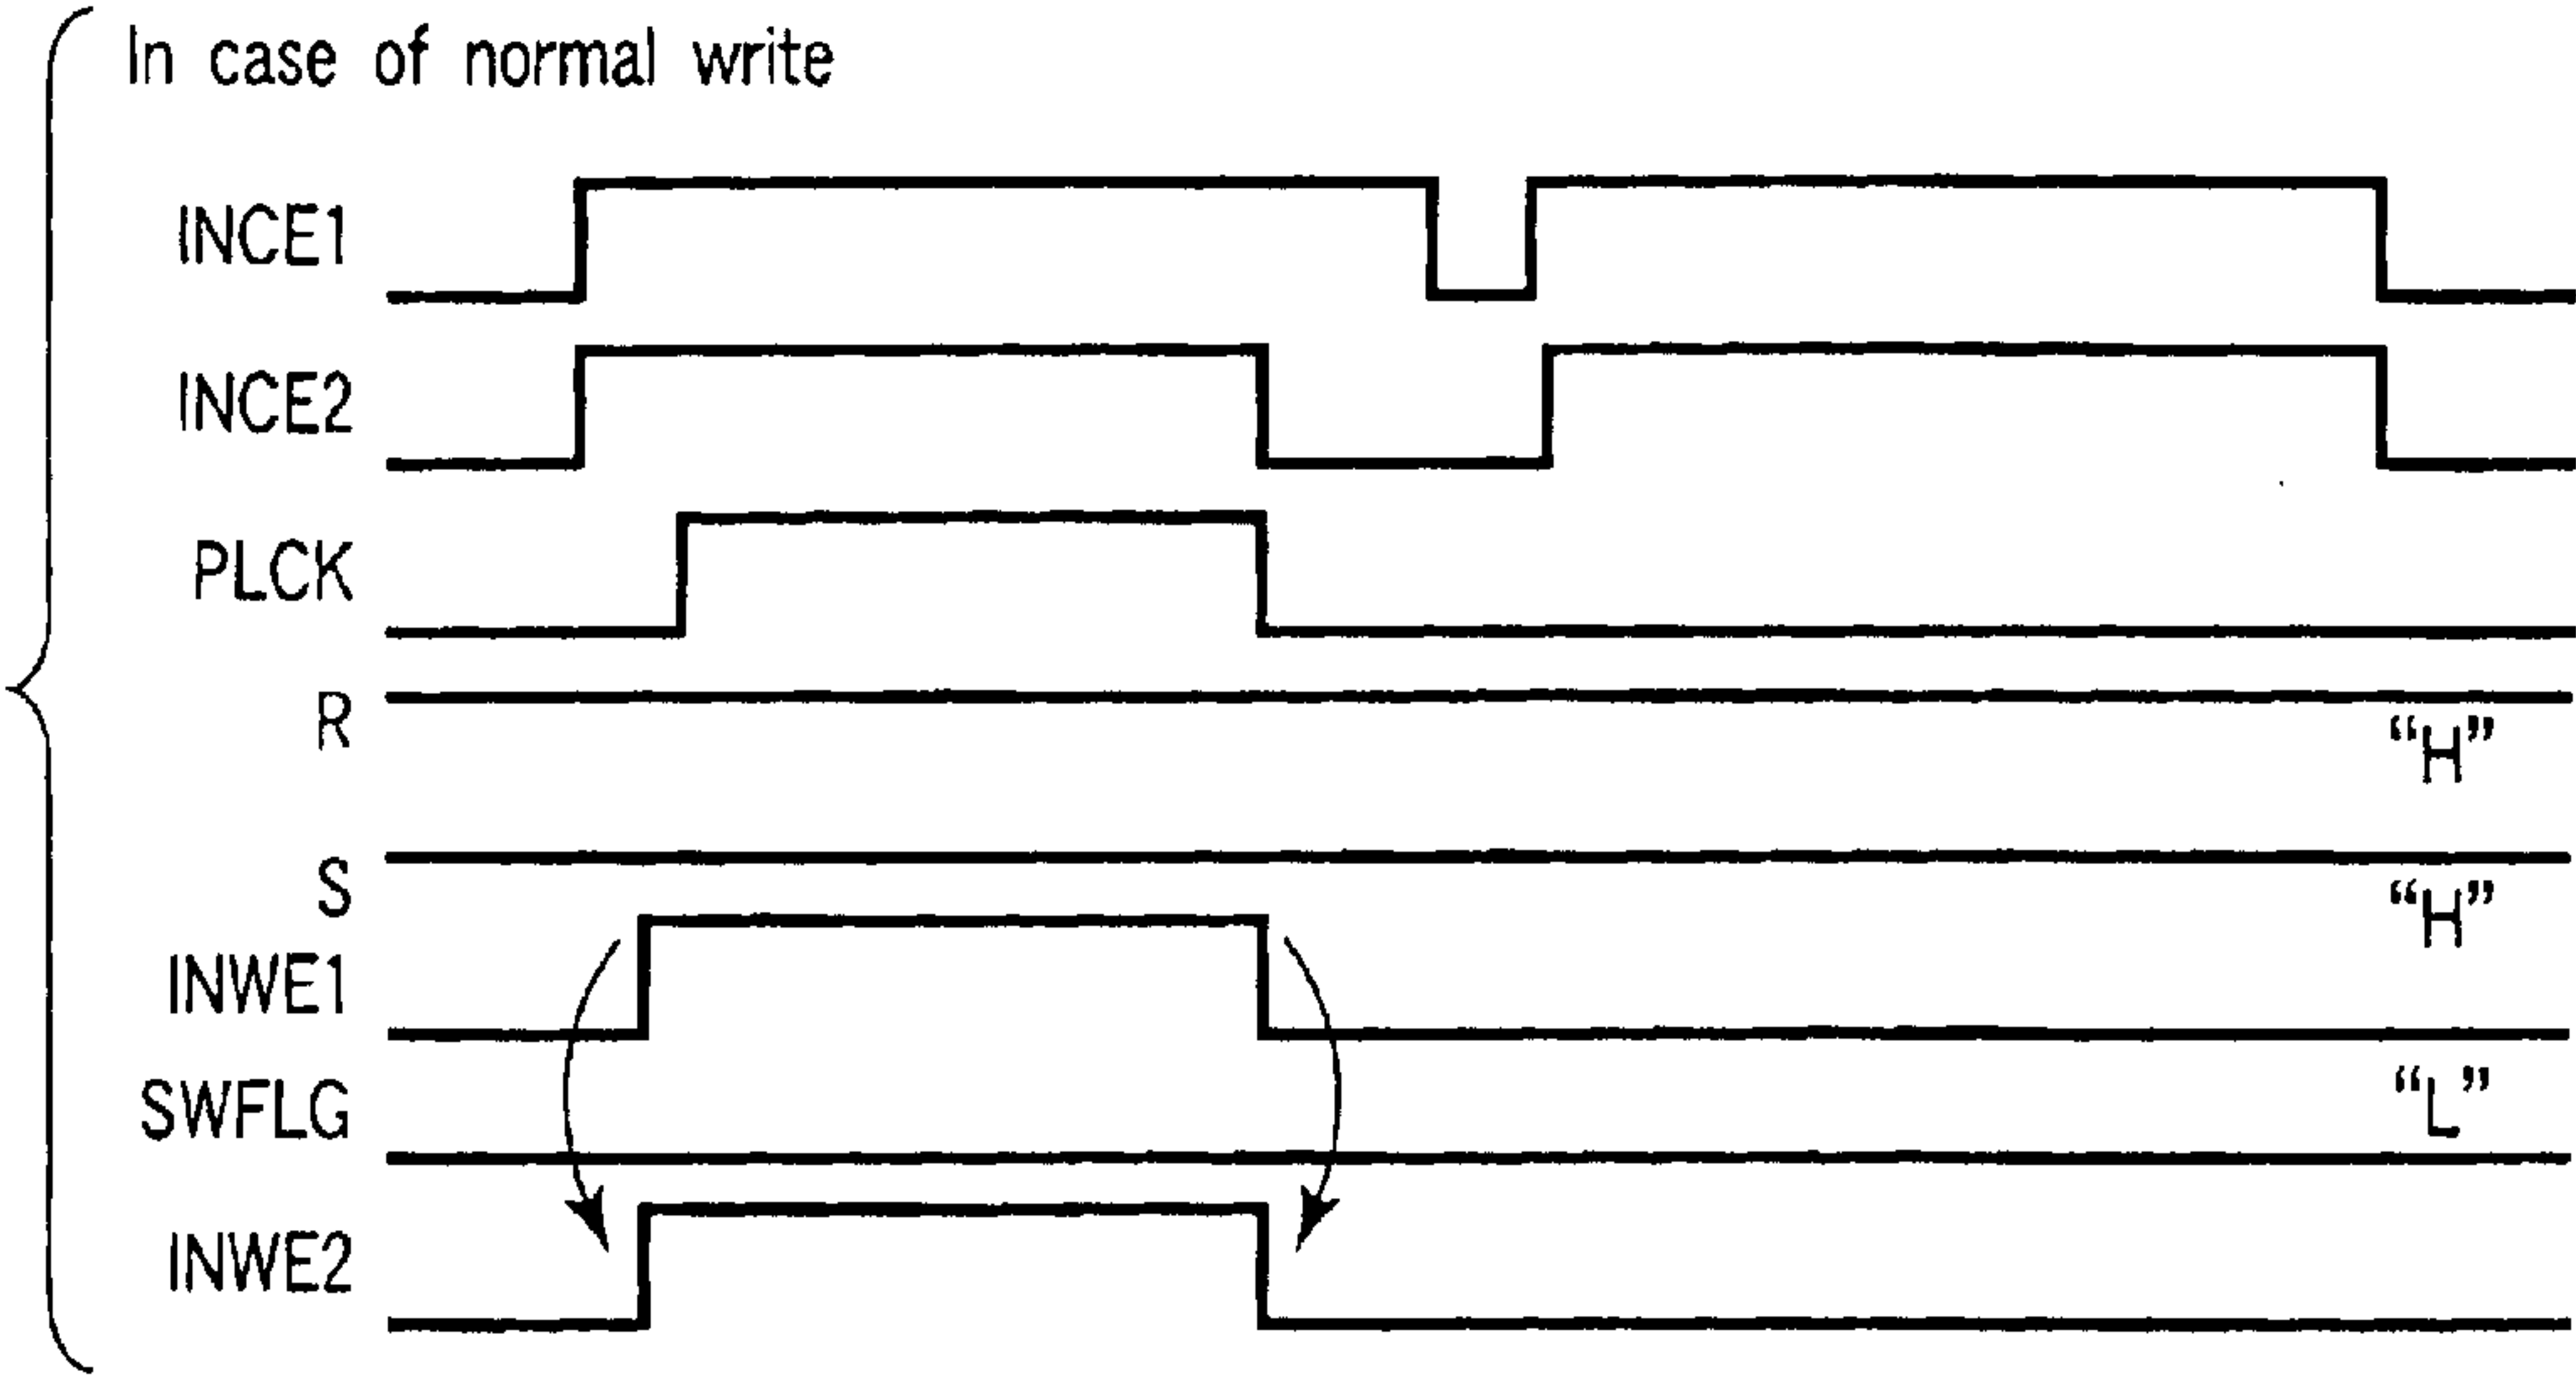 In case of normal write
INCE1
INCE2
PLCK
R
“H”
S
“H”
INWE1
SWFLG
“L”
INWE2